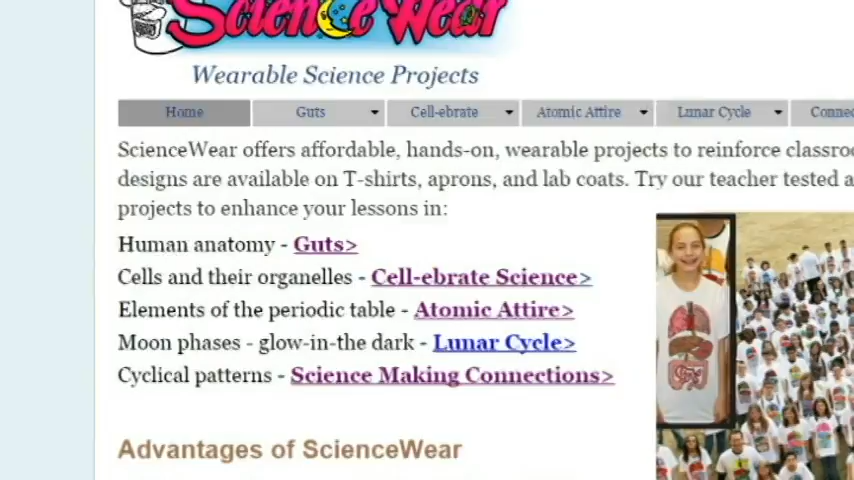 ScienceWear
Wearable Science Projects
Home Guts Cell-ebrate Atomic Attire Lunar Cycle
ScienceWear offers affordable, hands-on, wearable projects to reinforce
designs are available on T-shirts, aprons, and lab coats. Try our teacher tested
projects to enhance your lessons in:
Human anatomy - Guts>
Cells and their organelles - Cell-ebrate Science>
Elements of the periodic table - Atomic Attire>
Moon phases - glow-in-the dark - Lunar Cycle>
Cyclical patterns - Science Making Connections>
Advantages of ScienceWear